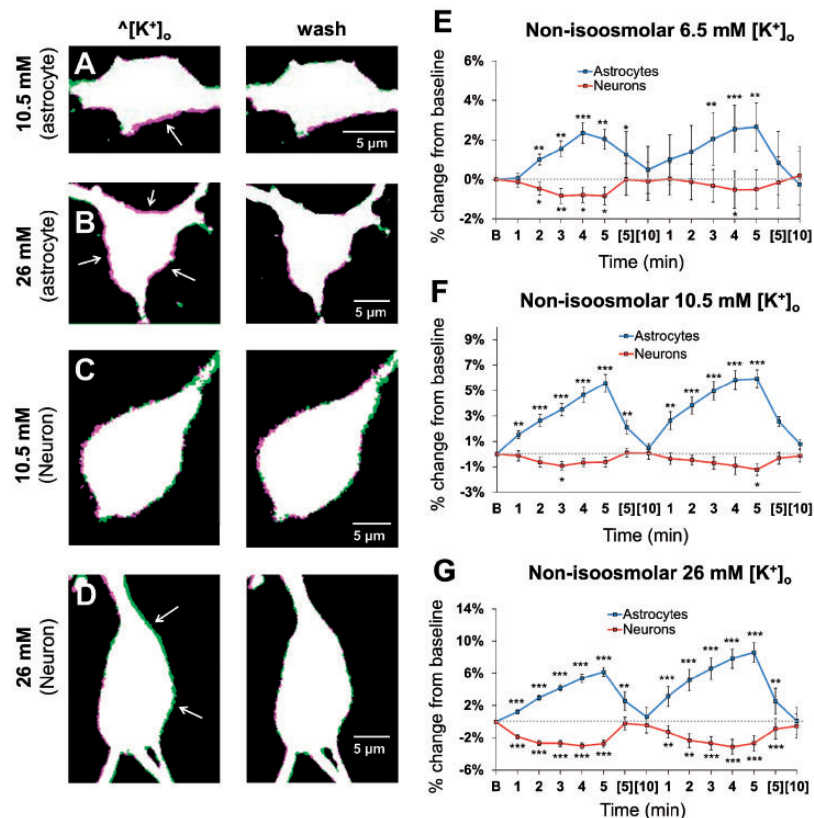 ^[K⁺]ₒ
wash
10.5 mM
(astrocyte)
A
5 µm
26 mM
(astrocyte)
B
5 µm
10.5 mM
(Neuron)
C
5 µm
26 mM
(Neuron)
D
5 µm
E
Non-isoosmolar 6.5 mM [K⁺]ₒ
Astrocytes
Neurons
% change from baseline
6%
4%
2%
0%
-2%
** ** *** ** * ** *** **
* ** * * *
B 1 2 3 4 5 [5][10] 1 2 3 4 5 [5][10]
Time (min)
F
Non-isoosmolar 10.5 mM [K⁺]ₒ
Astrocytes
Neurons
% change from baseline
9%
7%
5%
3%
1%
-1%
-3%
** *** *** *** *** ** ** *** *** *** ***
* *
B 1 2 3 4 5 [5][10] 1 2 3 4 5 [5][10]
Time (min)
G
Non-isoosmolar 26 mM [K⁺]ₒ
Astrocytes
Neurons
% change from baseline
14%
10%
6%
2%
-2%
-6%
*** *** *** *** *** ** *** *** *** *** *** **
*** *** *** *** *** ** ** *** *** *** **
B 1 2 3 4 5 [5][10] 1 2 3 4 5 [5][10]
Time (min)